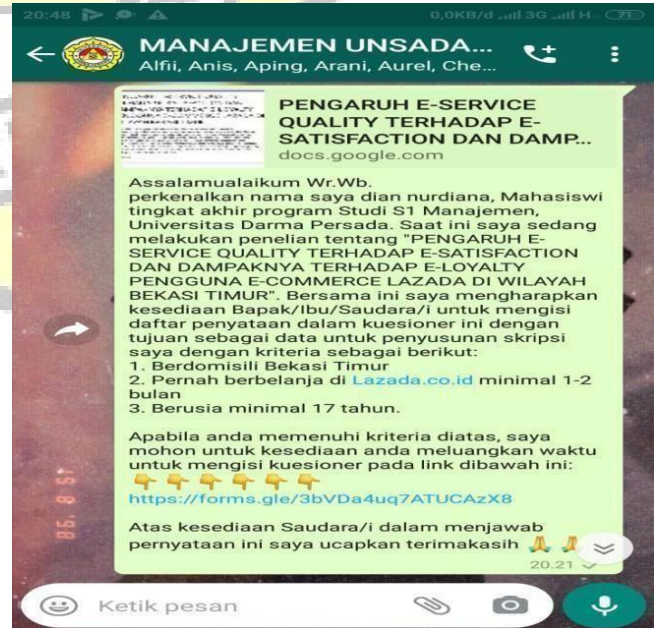 20:48 0,0KB/d 3G H.. 71
MANAJEMEN UNSADA...
Alfii, Anis, Aping, Arani, Aurel, Che...
PENGARUH E-SERVICE
QUALITY TERHADAP E-
SATISFACTION DAN DAMP...
docs.google.com
Assalamualaikum Wr.Wb.
perkenalkan nama saya dian nurdiana, Mahasiswi
tingkat akhir program Studi S1 Manajemen,
Universitas Darma Persada. Saat ini saya sedang
melakukan penelian tentang "PENGARUH E-
SERVICE QUALITY TERHADAP E-SATISFACTION
DAN DAMPAKNYA TERHADAP E-LOYALTY
PENGGUNA E-COMMERCE LAZADA DI WILAYAH
BEKASI TIMUR". Bersama ini saya mengharapkan
kesediaan Bapak/Ibu/Saudara/i untuk mengisi
daftar penyataan dalam kuesioner ini dengan
tujuan sebagai data untuk penyusunan skripsi
saya dengan kriteria sebagai berikut:
1. Berdomisili Bekasi Timur
2. Pernah berbelanja di Lazada.co.id minimal 1-2
bulan
3. Berusia minimal 17 tahun.
Apabila anda memenuhi kriteria diatas, saya
mohon untuk kesediaan anda meluangkan waktu
untuk mengisi kuesioner pada link dibawah ini:
👇👇👇👇👇👇
https://forms.gle/3bVDa4uq7ATUCAzX8
Atas kesediaan Saudara/i dalam menjawab
pernyataan ini saya ucapkan terimakasih 🙏🙏
20.21
Ketik pesan